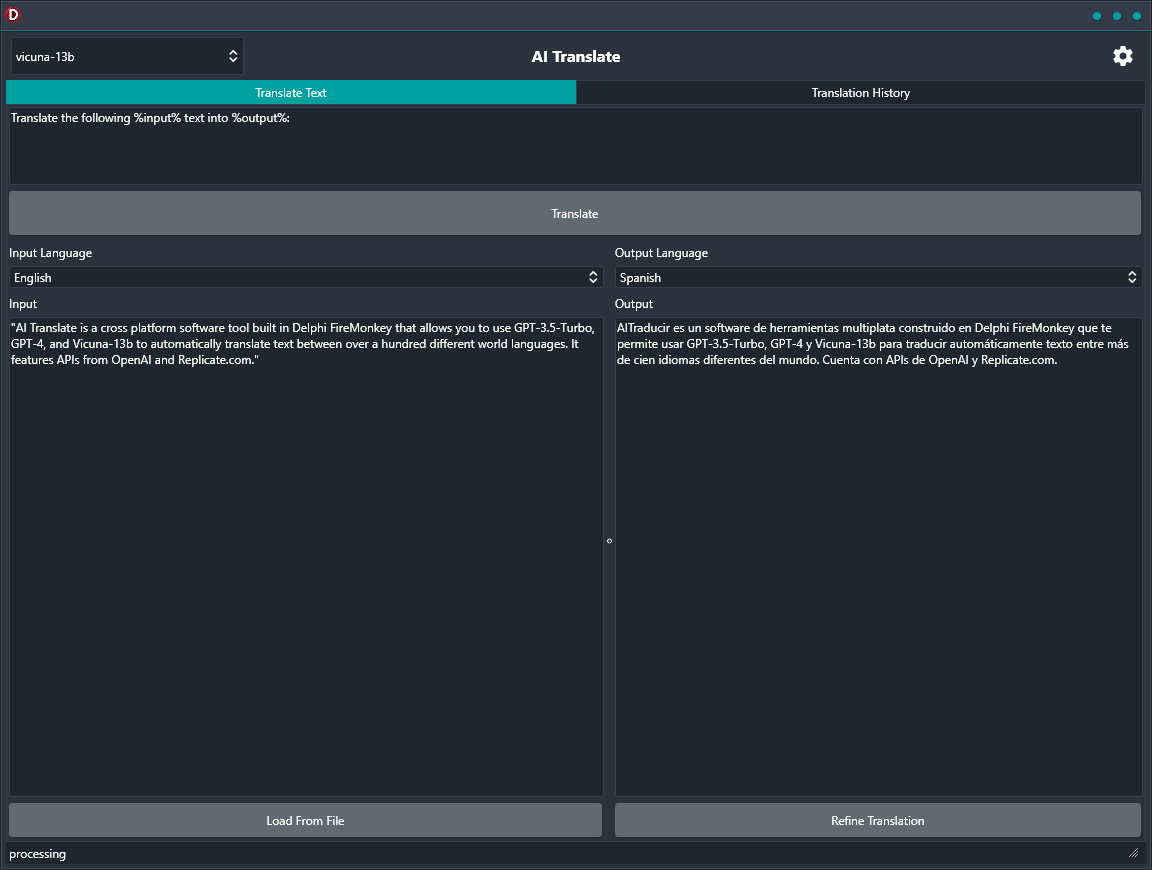 D
vicuna-13b
AI Translate
Translate Text
Translation History
Translate the following %input% text into %output%:
Translate
Input Language
Output Language
English
Spanish
Input
Output
"AI Translate is a cross platform software tool built in Delphi FireMonkey that allows you to use GPT-3.5-Turbo,
GPT-4, and Vicuna-13b to automatically translate text between over a hundred different world languages. It
features APIs from OpenAI and Replicate.com."
AITraducir es un software de herramientas multiplata construido en Delphi FireMonkey que te
permite usar GPT-3.5-Turbo, GPT-4 y Vicuna-13b para traducir automáticamente texto entre más
de cien idiomas diferentes del mundo. Cuenta con APIs de OpenAI y Replicate.com.
Load From File
Refine Translation
processing